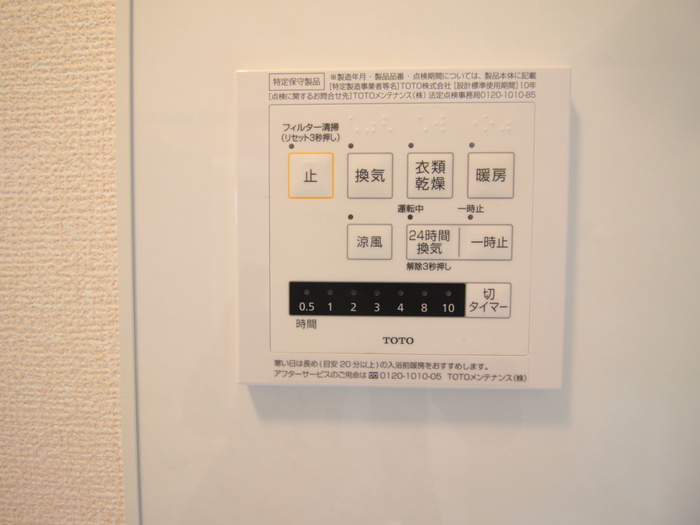 特定保守製品
※製造年月・製品品番・点検期間については、製品本体に記載
[特定製造事業者等名]TOTO株式会社 [設計標準使用期間]10年
[点検に関するお問合せ先]TOTOメンテナンス(株) 法定点検事務局0120-1010-85
フィルター清掃
(リセット3秒押し)
止
換気
衣類
乾燥
暖房
運転中
一時止
涼風
24時間
換気
一時止
解除3秒押し
0.5 1 2 3 4 8 10
切
タイマー
時間
TOTO
寒い日は長め(目安20分以上)の入浴前暖房をおすすめします。
アフターサービスのご用命は 0120-1010-05 TOTOメンテナンス(株)